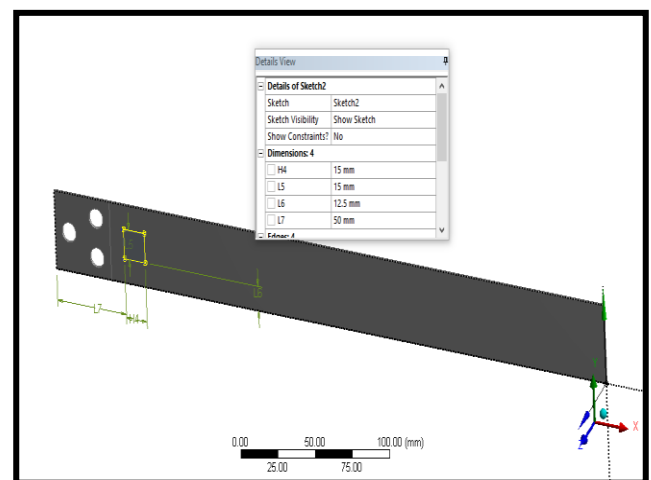 Details View
Details of Sketch2
Sketch Sketch2
Sketch Visibility Show Sketch
Show Constraints? No
Dimensions: 4
H4 15 mm
L5 15 mm
L6 12.5 mm
L7 50 mm
Edges: 4
L7
H4
Y
X
Z
0.00 50.00 100.00 (mm)
25.00 75.00